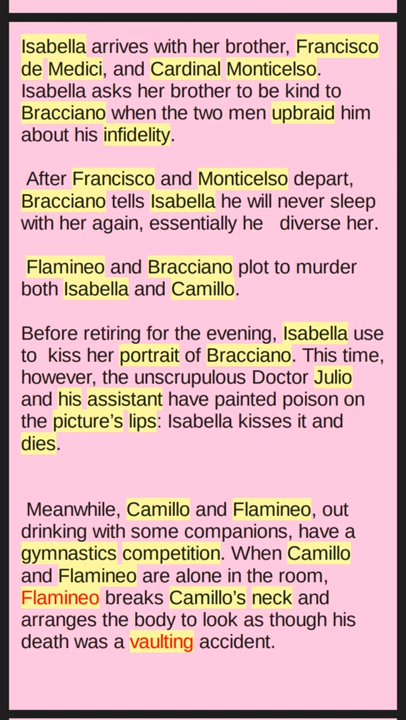 Isabella arrives with her brother, Francisco
de Medici, and Cardinal Monticelso.
Isabella asks her brother to be kind to
Bracciano when the two men upbraid him
about his infidelity.
After Francisco and Monticelso depart,
Bracciano tells Isabella he will never sleep
with her again, essentially he diverse her.
Flamineo and Bracciano plot to murder
both Isabella and Camillo.
Before retiring for the evening, Isabella use
to kiss her portrait of Bracciano. This time,
however, the unscrupulous Doctor Julio
and his assistant have painted poison on
the picture's lips: Isabella kisses it and
dies.
Meanwhile, Camillo and Flamineo, out
drinking with some companions, have a
gymnastics competition. When Camillo
and Flamineo are alone in the room,
Flamineo breaks Camillo's neck and
arranges the body to look as though his
death was a vaulting accident.